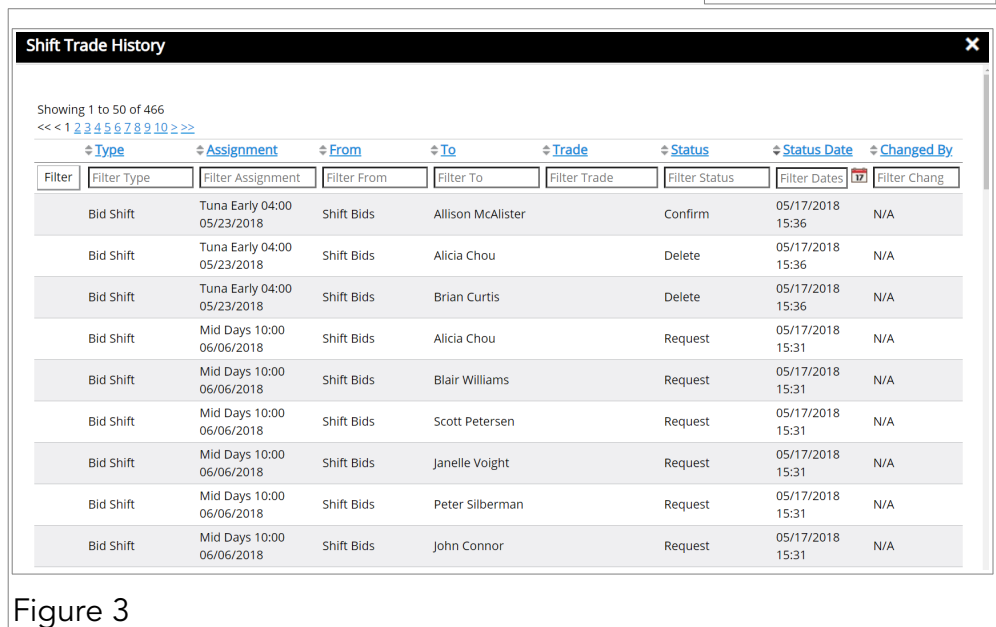 Shift Trade History ×
Showing 1 to 50 of 466
<< < 1 2 3 4 5 6 7 8 9 10 > >>
Type Assignment From To Trade Status Status Date Changed By
Filter Filter Type Filter Assignment Filter From Filter To Filter Trade Filter Status Filter Dates 17 Filter Chang
Tuna Early 04:00 05/17/2018
Bid Shift Shift Bids Allison McAlister Confirm N/A
05/23/2018 15:36
Tuna Early 04:00 05/17/2018
Bid Shift Shift Bids Alicia Chou Delete N/A
05/23/2018 15:36
Tuna Early 04:00 05/17/2018
Bid Shift Shift Bids Brian Curtis Delete N/A
05/23/2018 15:36
Mid Days 10:00 05/17/2018
Bid Shift Shift Bids Alicia Chou Request N/A
06/06/2018 15:31
Mid Days 10:00 05/17/2018
Bid Shift Shift Bids Blair Williams Request N/A
06/06/2018 15:31
Mid Days 10:00 05/17/2018
Bid Shift Shift Bids Scott Petersen Request N/A
06/06/2018 15:31
Mid Days 10:00 05/17/2018
Bid Shift Shift Bids Janelle Voight Request N/A
06/06/2018 15:31
Mid Days 10:00 05/17/2018
Bid Shift Shift Bids Peter Silberman Request N/A
06/06/2018 15:31
Mid Days 10:00 05/17/2018
Bid Shift Shift Bids John Connor Request N/A
06/06/2018 15:31
Figure 3